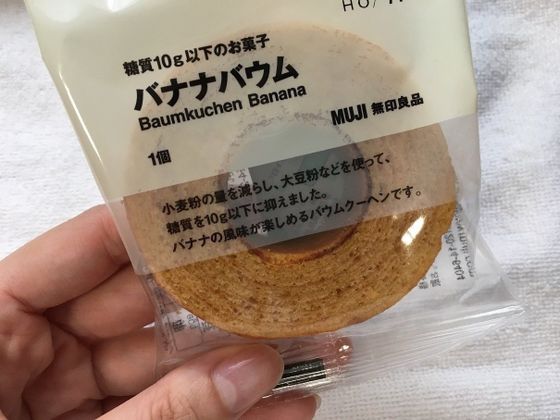 糖質10g以下のお菓子
バナナバウム
Baumkuchen Banana
MUJI 無印良品
1個
小麦粉の量を減らし、大豆粉などを使って、
糖質を10g以下に抑えました。
バナナの風味が楽しめるバウムクーヘンです。